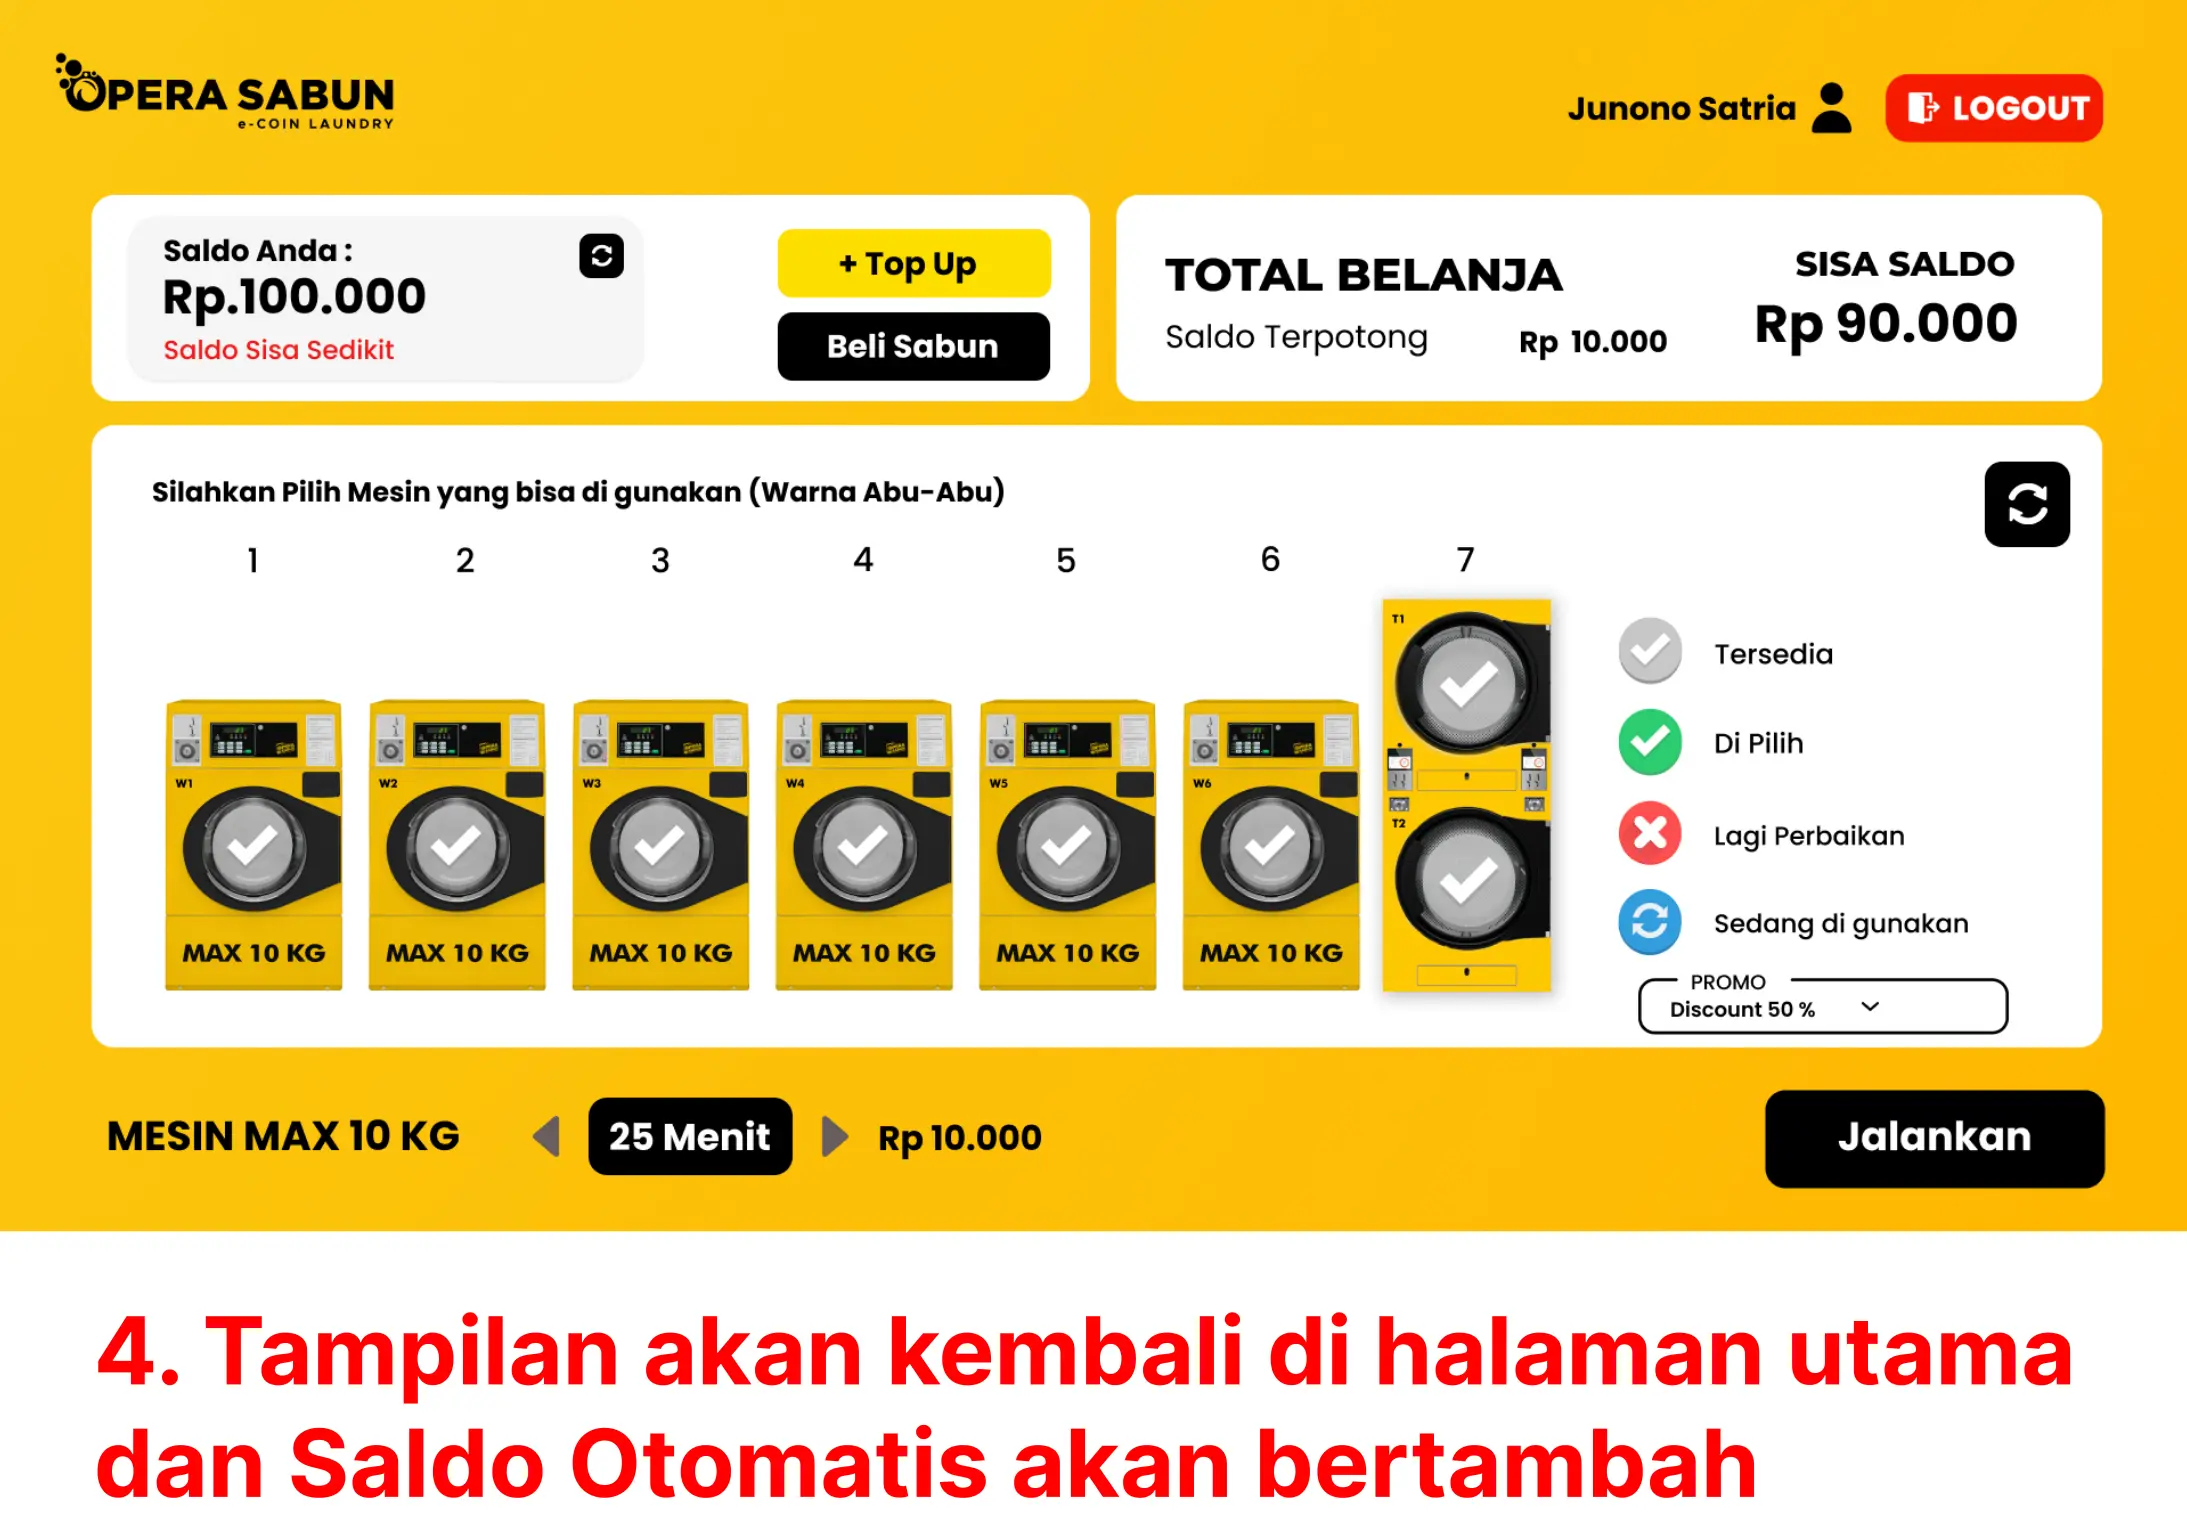 OPERA SABUN
e-COIN LAUNDRY
Junono Satria
LOGOUT
Saldo Anda :
Rp.100.000
Saldo Sisa Sedikit
+ Top Up
Beli Sabun
TOTAL BELANJA
Saldo Terpotong
Rp 10.000
SISA SALDO
Rp 90.000
Silahkan Pilih Mesin yang bisa di gunakan (Warna Abu-Abu)
1 2 3 4 5 6 7
W1 W2 W3 W4 W5 W6
T1
T2
MAX 10 KG MAX 10 KG MAX 10 KG MAX 10 KG MAX 10 KG MAX 10 KG
Tersedia
Di Pilih
Lagi Perbaikan
Sedang di gunakan
PROMO
Discount 50 %
MESIN MAX 10 KG
25 Menit
Rp 10.000
Jalankan
4. Tampilan akan kembali di halaman utama
dan Saldo Otomatis akan bertambah